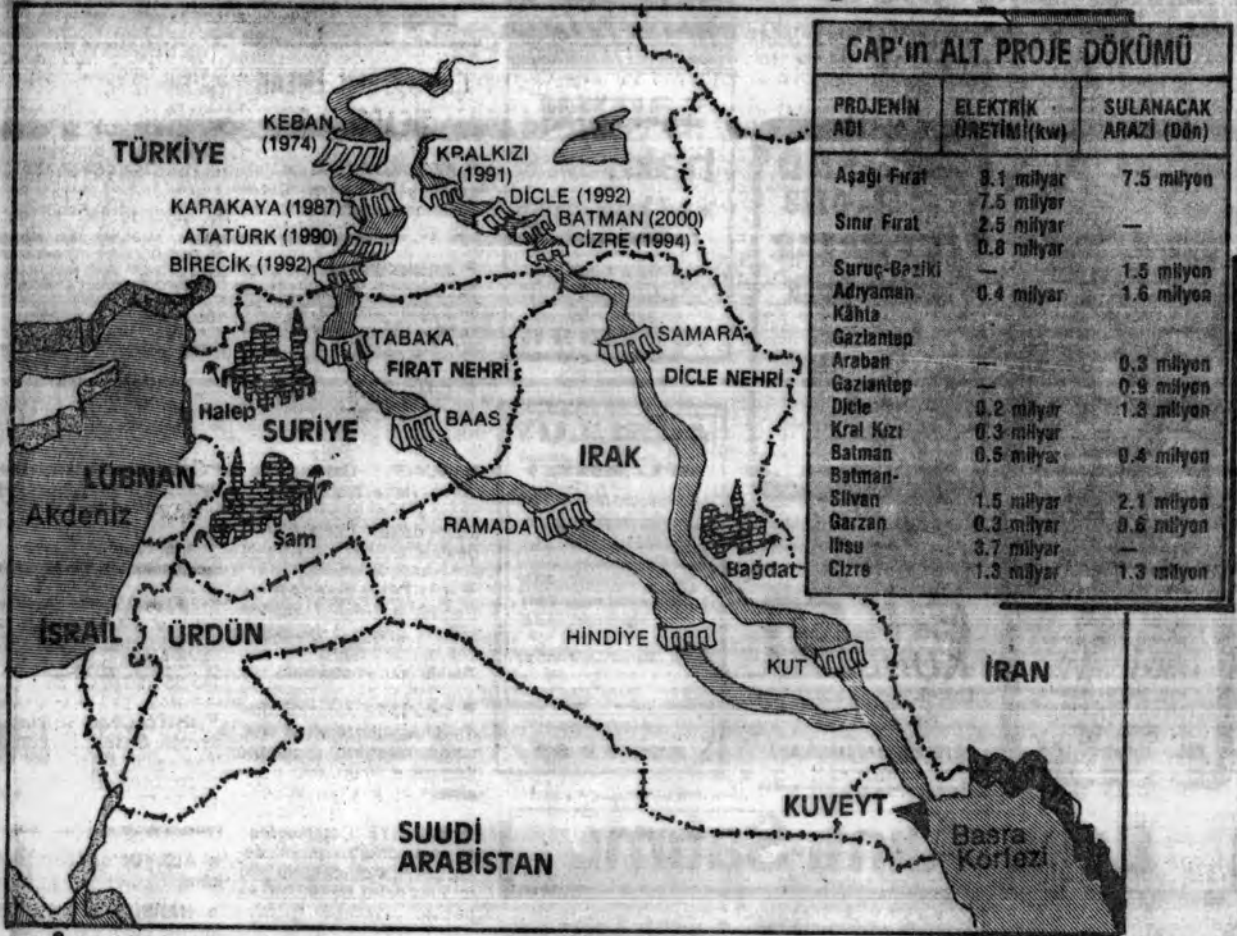 GAP'ın ALT PROJE DÖKÜMÜ
PROJENİN ADI ELEKTRİK ÜRETİMİ(kw) SULANACAK ARAZİ (Dön)
Aşağı Fırat 8.1 milyar 7.5 milyon
7.5 milyar
Sınır Fırat 2.5 milyar —
0.8 milyar
Suruç-Baziki — 1.5 milyon
Adıyaman 0.4 milyar 1.6 milyon
Kâhta
Gaziantep
Araban — 0.3 milyon
Gaziantep — 0.9 milyon
Dicle 0.2 milyar 1.3 milyon
Kral Kızı 0.3 milyar
Batman 0.5 milyar 0.4 milyon
Batman-
Silvan 1.5 milyar 2.1 milyon
Garzan 0.3 milyar 0.6 milyon
Ilısu 3.7 milyar —
Cizre 1.3 milyar 1.3 milyon
TÜRKİYE
KEBAN
(1974)
KARAKAYA (1987)
ATATÜRK (1990)
BİRECİK (1992)
KRALKIZI
(1991)
DİCLE (1992)
BATMAN (2000)
CİZRE (1994)
TABAKA
FIRAT NEHRİ
SAMARA
DİCLE NEHRİ
Halep
SURİYE
BAAS
IRAK
LÜBNAN
Akdeniz
Şam
RAMADA
Bağdat
İSRAİL
ÜRDÜN
HİNDİYE
KUT
İRAN
KUVEYT
SUUDİ
ARABİSTAN
Basra
Körfezi